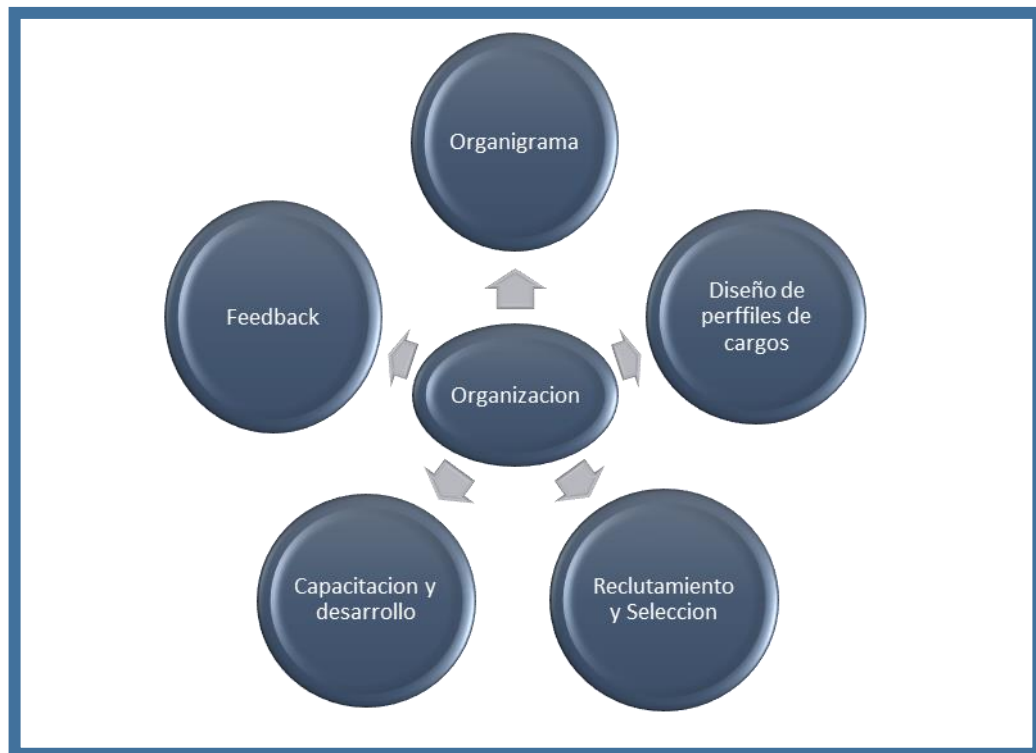 Organigrama
Diseño de
perffiles de
cargos
Reclutamiento
y Seleccion
Capacitacion y
desarrollo
Feedback
Organizacion